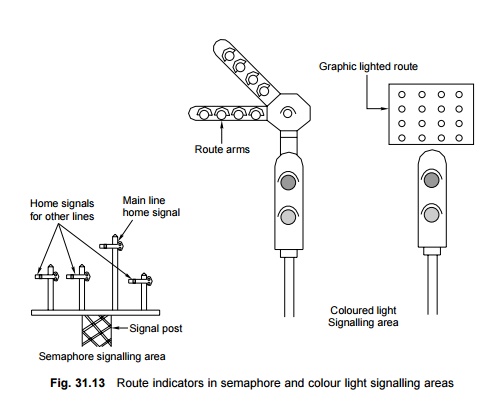 Graphic lighted route
Route arms
Home signals
for other lines
Main line
home signal
Signal post
Semaphore signalling area
Coloured light
Signalling area
Fig. 31.13 Route indicators in semaphore and colour light signalling areas